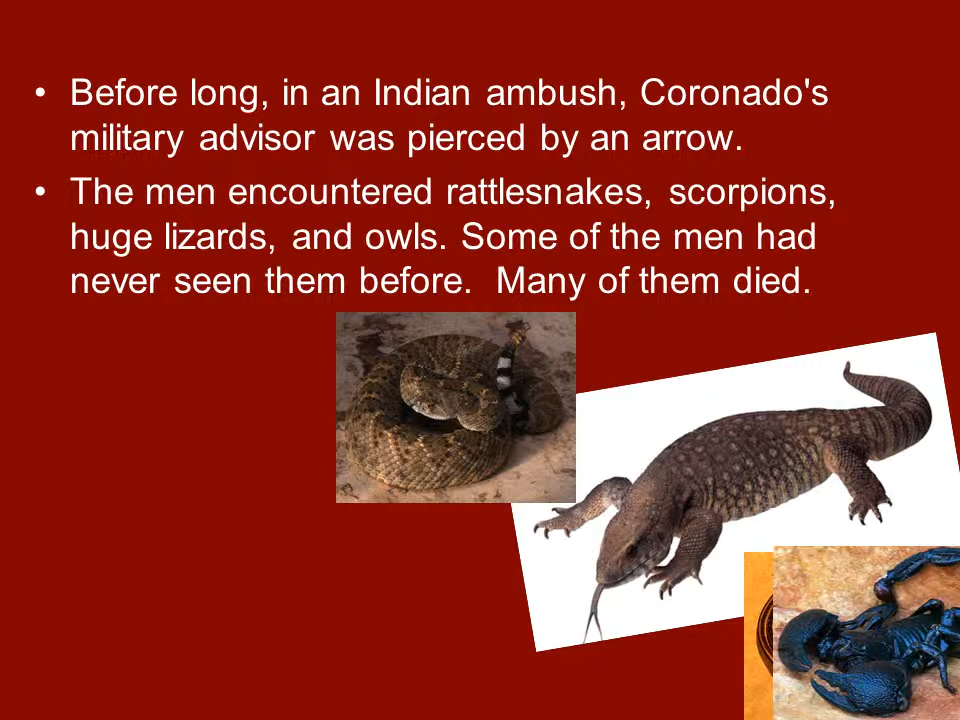 • Before long, in an Indian ambush, Coronado's
military advisor was pierced by an arrow.
• The men encountered rattlesnakes, scorpions,
huge lizards, and owls. Some of the men had
never seen them before.  Many of them died.